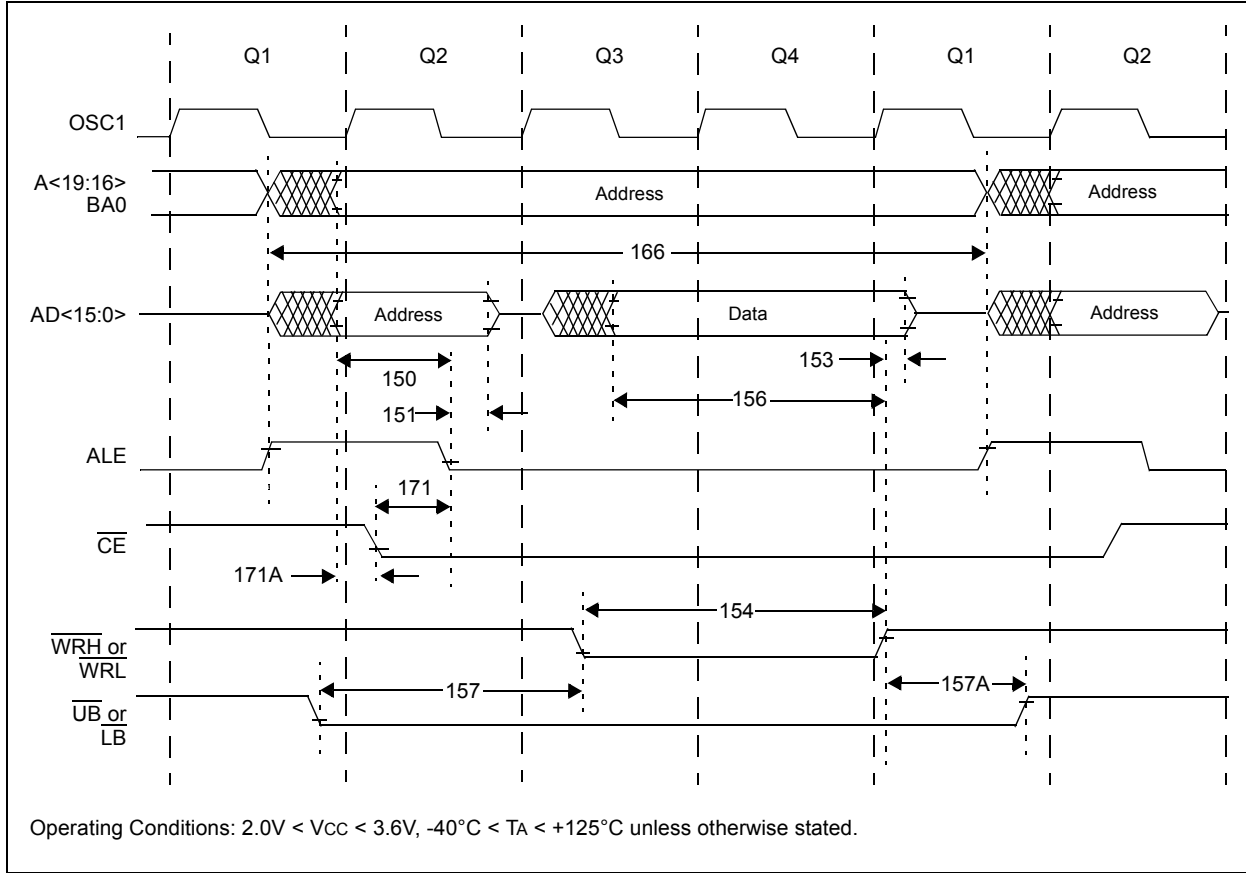 Q1 Q2 Q3 Q4 Q1 Q2
OSC1
A<19:16>
BA0
Address
Address
166
AD<15:0>
Address
Data
Address
150
153
151
156
ALE
171
CE
171A
154
WRH or
WRL
157
157A
UB or
LB
Operating Conditions: 2.0V < VCC < 3.6V, -40°C < TA < +125°C unless otherwise stated.